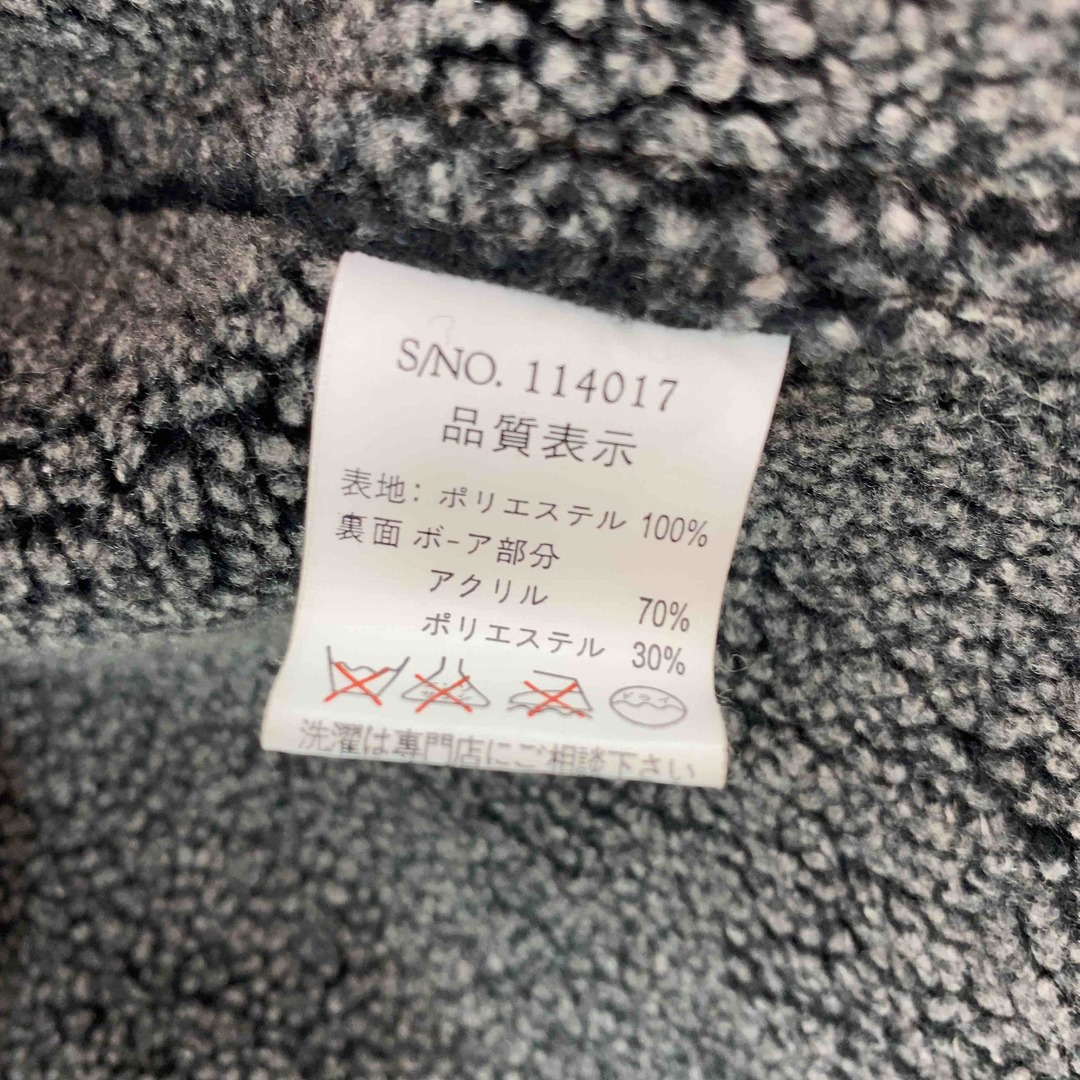 S/NO. 114017
品質表示
表地: ポリエステル 100%
裏面 ボーア部分
アクリル 70%
ポリエステル 30%
ドライ
洗濯は専門店にご相談下さい